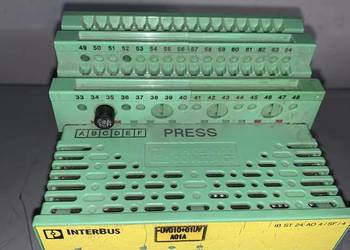 49 50 51 52 53 54 55 56 57 58 59 60 61 62 63 64
33 34 35 36 37 38 39 40 41 42 43 44 45 46 47 48
A B C D E F PRESS
INTERBUS
IB ST 24 AO 4/SF/4